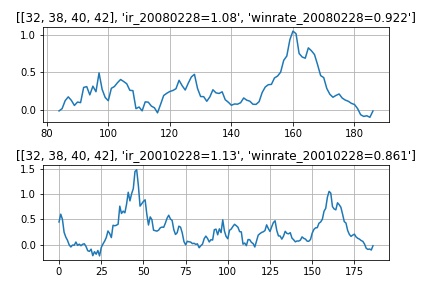 [[32, 38, 40, 42], 'ir_20080228=1.08', 'winrate_20080228=0.922']
1.0
0.5
0.0
80 100 120 140 160 180
[[32, 38, 40, 42], 'ir_20010228=1.13', 'winrate_20010228=0.861']
1.5
1.0
0.5
0.0
0 25 50 75 100 125 150 175